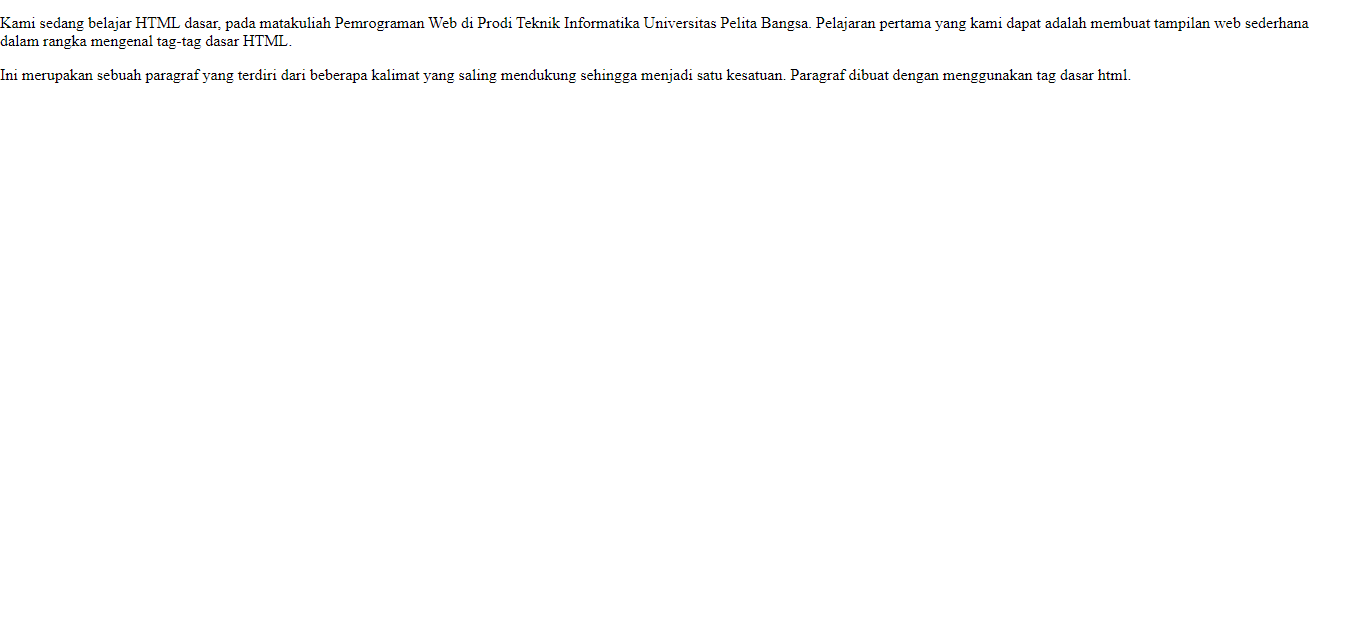 Kami sedang belajar HTML dasar, pada matakuliah Pemrograman Web di Prodi Teknik Informatika Universitas Pelita Bangsa. Pelajaran pertama yang kami dapat adalah membuat tampilan web sederhana
dalam rangka mengenal tag-tag dasar HTML.
Ini merupakan sebuah paragraf yang terdiri dari beberapa kalimat yang saling mendukung sehingga menjadi satu kesatuan. Paragraf dibuat dengan menggunakan tag dasar html.